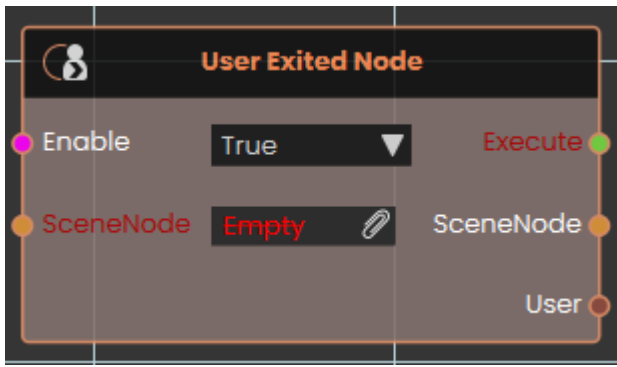 User Exited Node
Enable True Execute
SceneNode Empty SceneNode
User